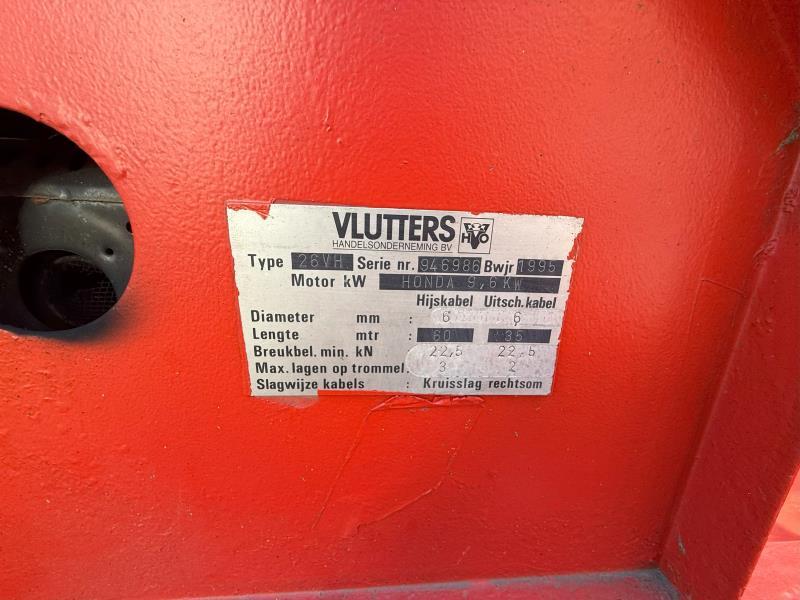 VLUTTERS HVO
HANDELSONDERNEMING BV
Type 26VH Serie nr. 946986 Bwjr 1995
Motor kW HONDA 9,6KW
Hijskabel Uitsch.kabel
Diameter mm : 6 6
Lengte mtr : 60 35
Breukbel. min. kN 22,5 22,5
Max. lagen op trommel. 3 2
Slagwijze kabels : Kruisslag rechtsom